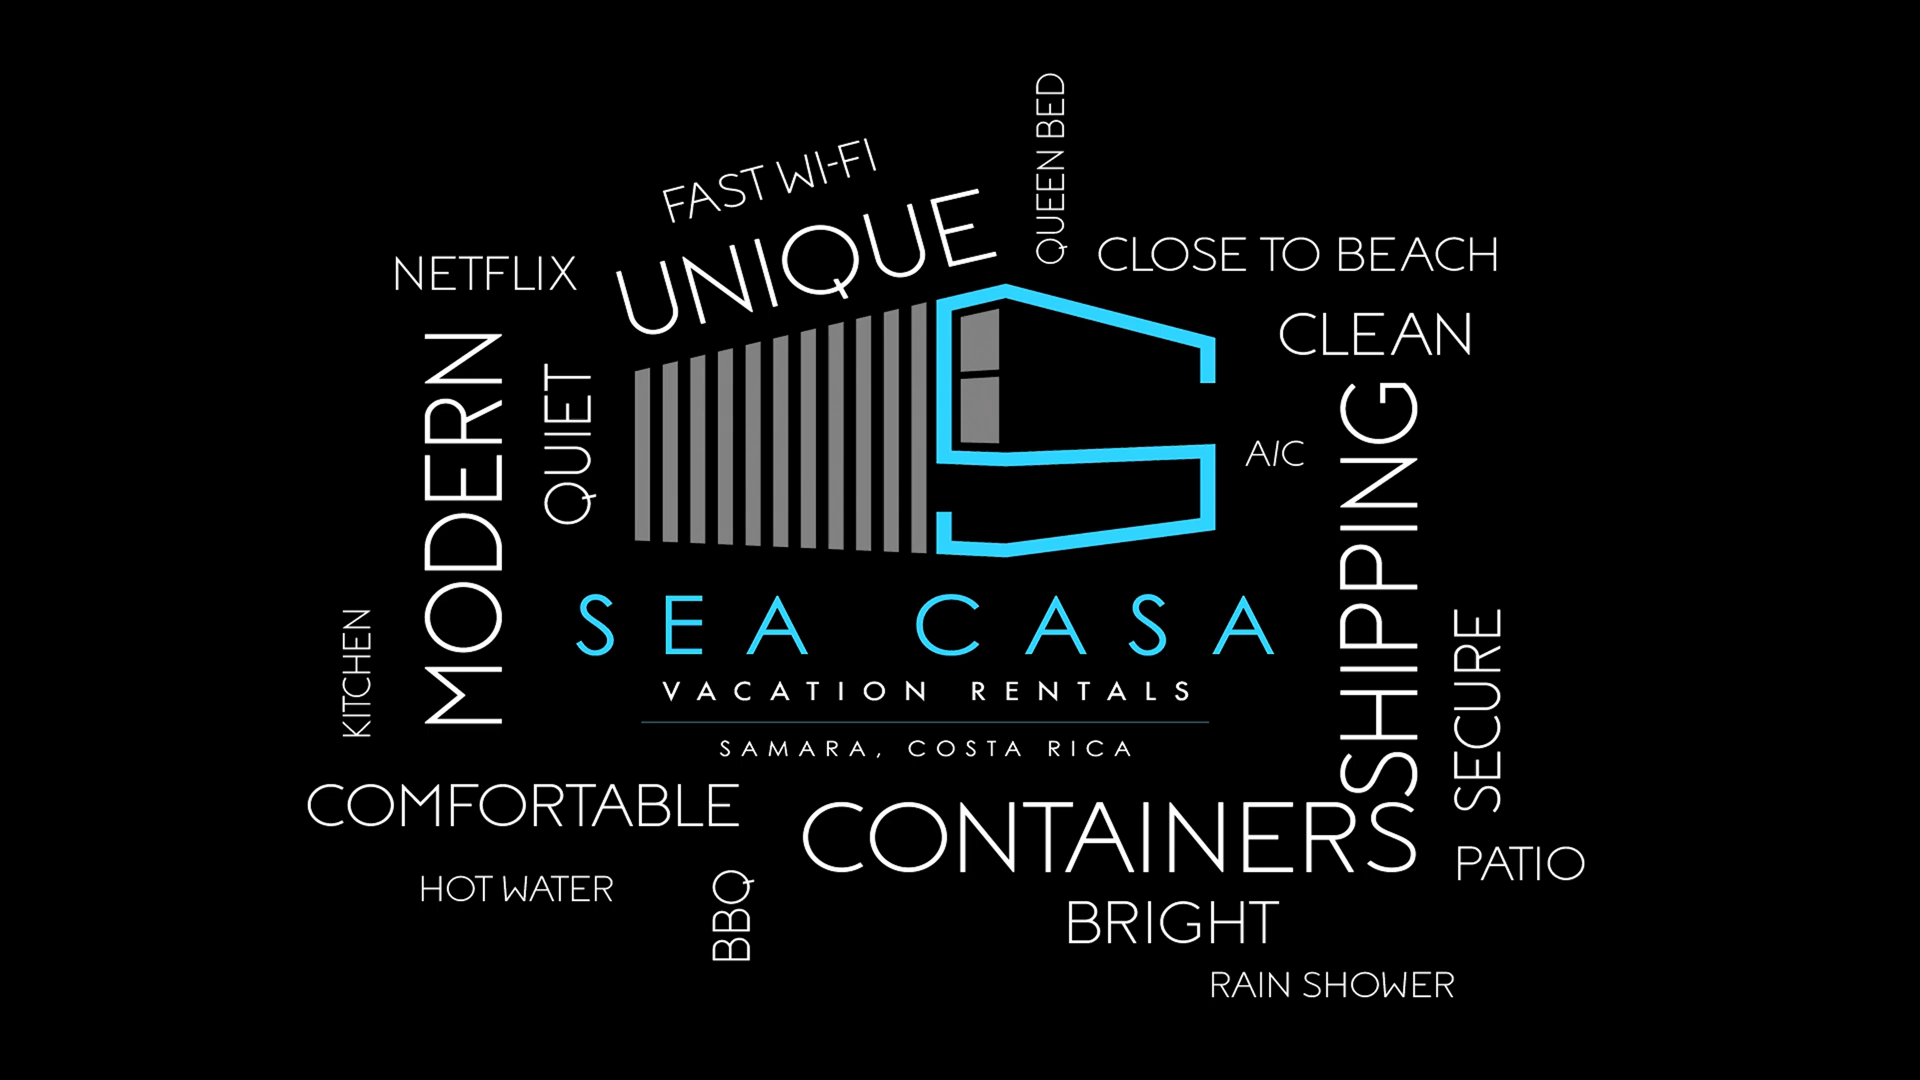 QUEEN BED
FAST WI-FI
UNIQUE
NETFLIX
CLOSE TO BEACH
CLEAN
MODERN
QUIET
A/C
SHIPPING
SEA CASA
VACATION RENTALS
SAMARA, COSTA RICA
KITCHEN
SECURE
COMFORTABLE
CONTAINERS
PATIO
HOT WATER
BBQ
BRIGHT
RAIN SHOWER